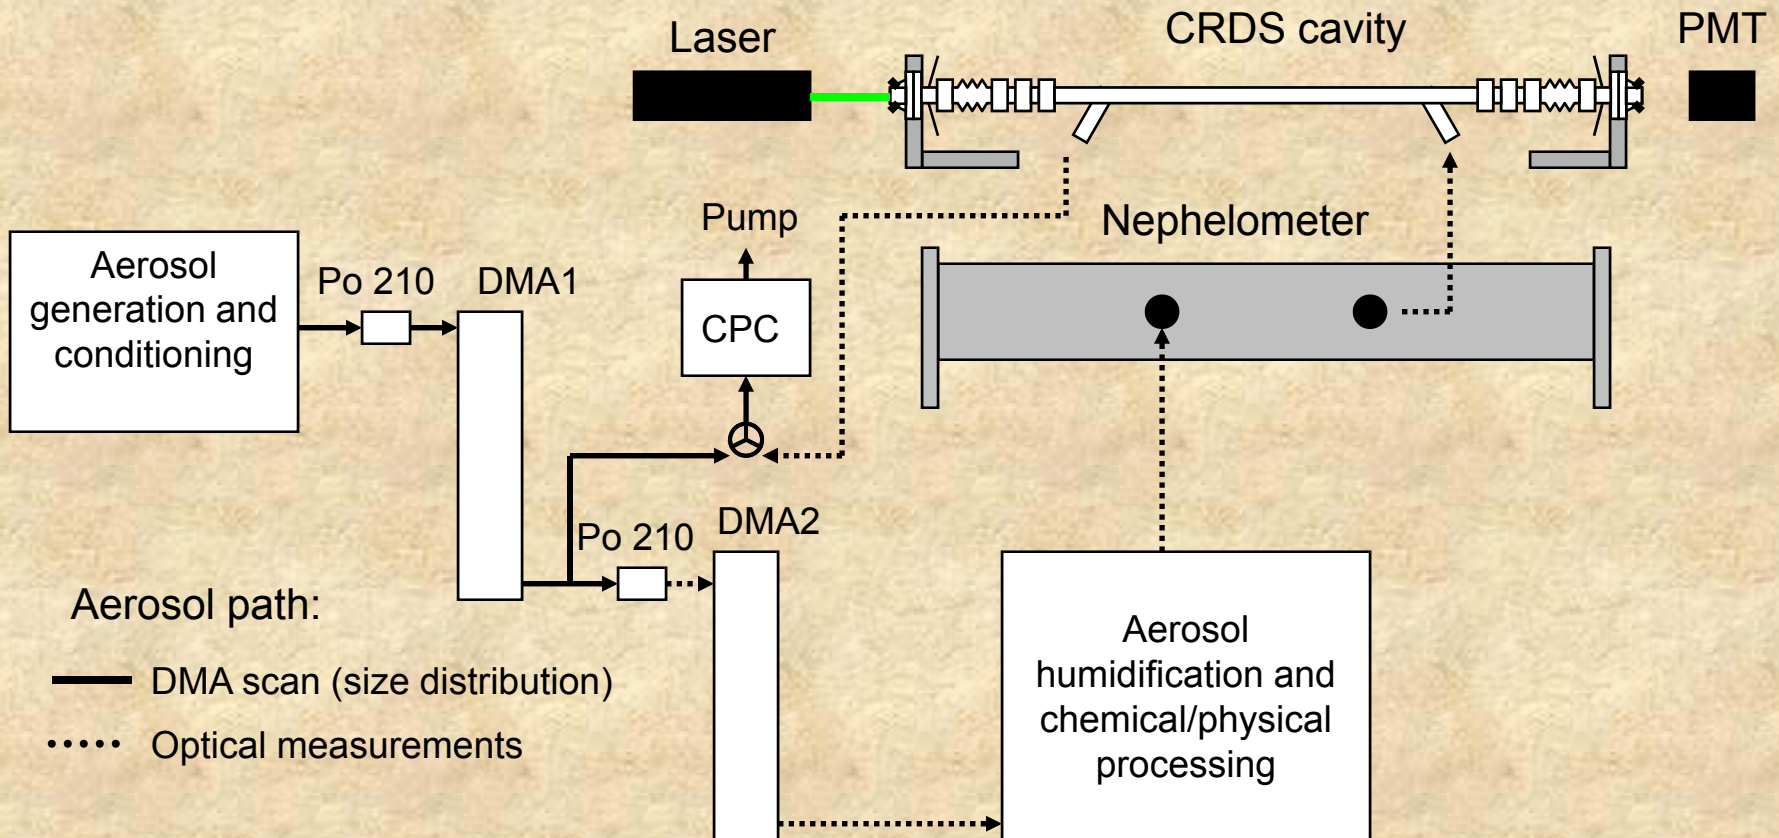 Laser
CRDS cavity
PMT
Pump
Nephelometer
Aerosol
generation and
conditioning
Po 210
DMA1
CPC
Po 210
DMA2
Aerosol path:
DMA scan (size distribution)
Optical measurements
Aerosol
humidification and
chemical/physical
processing